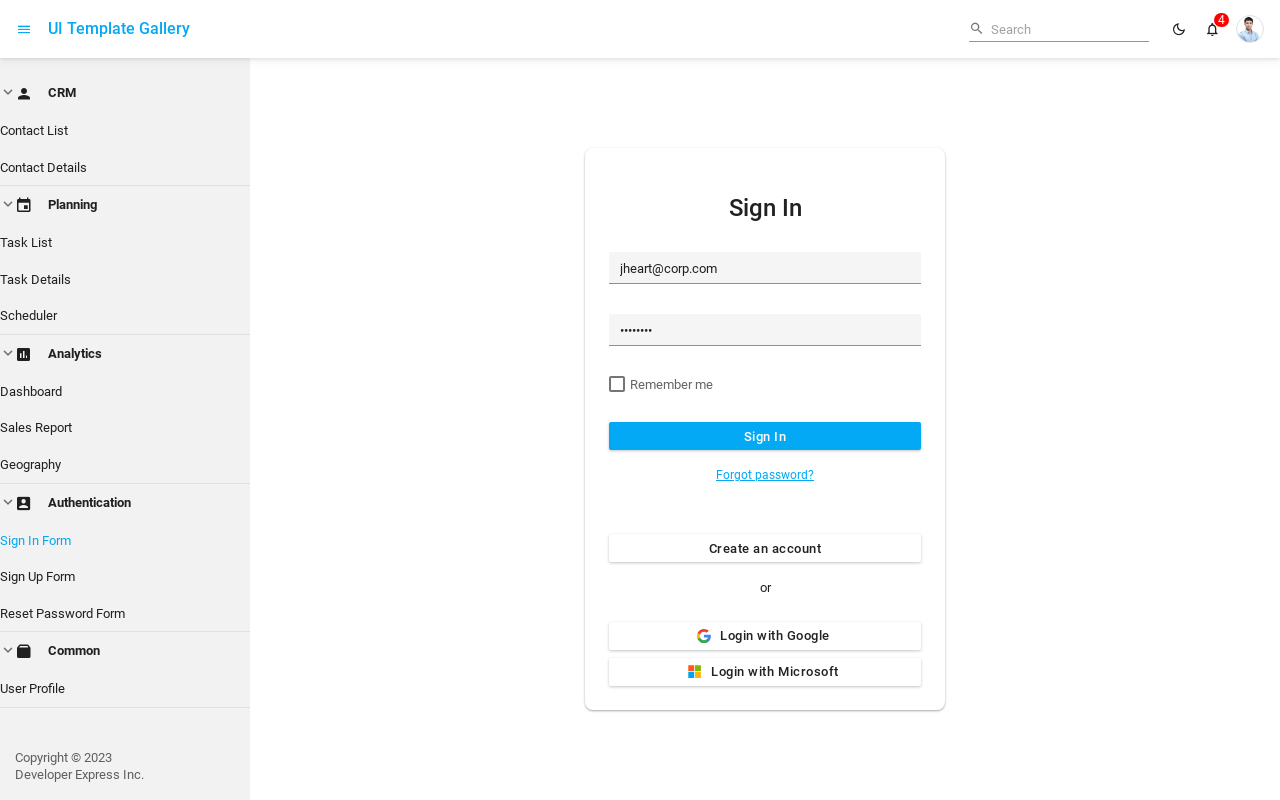 UI Template Gallery
Search
4
CRM
Contact List
Contact Details
Planning
Task List
Task Details
Scheduler
Analytics
Dashboard
Sales Report
Geography
Authentication
Sign In Form
Sign Up Form
Reset Password Form
Common
User Profile
Copyright © 2023
Developer Express Inc.
Sign In
jheart@corp.com
••••••••
Remember me
Sign In
Forgot password?
Create an account
or
Login with Google
Login with Microsoft